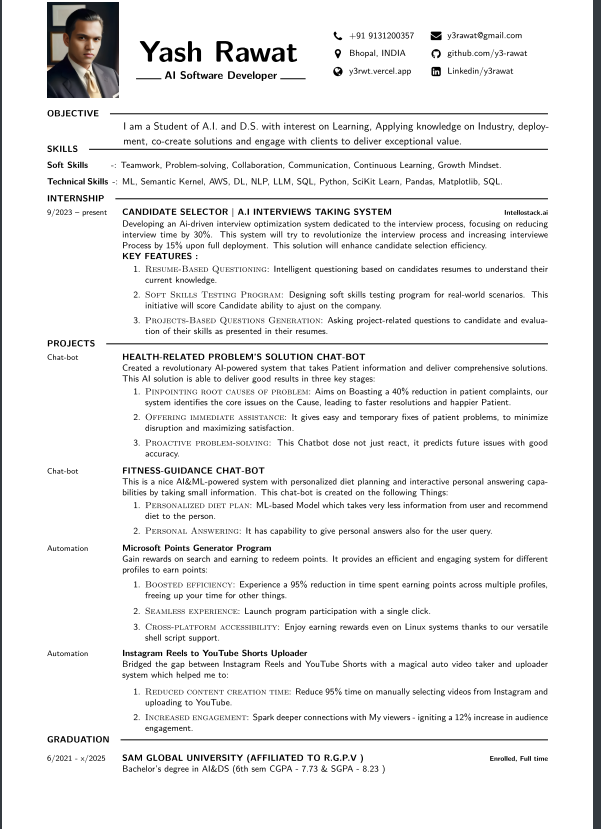 Yash Rawat
AI Software Developer
+91 9131200357
y3rawat@gmail.com
Bhopal, INDIA
github.com/y3-rawat
y3rwt.vercel.app
Linkedin/y3rawat
OBJECTIVE
I am a Student of A.I. and D.S. with interest on Learning, Applying knowledge on Industry, deploy-
ment, co-create solutions and engage with clients to deliver exceptional value.
SKILLS
Soft Skills -: Teamwork, Problem-solving, Collaboration, Communication, Continuous Learning, Growth Mindset.
Technical Skills -: ML, Semantic Kernel, AWS, DL, NLP, LLM, SQL, Python, SciKit Learn, Pandas, Matplotlib, SQL.
INTERNSHIP
9/2023 – present CANDIDATE SELECTOR | A.I INTERVIEWS TAKING SYSTEM Intellostack.ai
Developing an Ai-driven interview optimization system dedicated to the interview process, focusing on reducing
interview time by 30%. This system will try to revolutionize the interview process and increasing interviewe
Process by 15% upon full deployment. This solution will enhance candidate selection efficiency.
KEY FEATURES :
1. Resume-Based Questioning: Intelligent questioning based on candidates resumes to understand their
current knowledge.
2. Soft Skills Testing Program: Designing soft skills testing program for real-world scenarios. This
initiative will score Candidate ability to ajust on the company.
3. Projects-Based Questions Generation: Asking project-related questions to candidate and evalua-
tion of their skills as presented in their resumes.
PROJECTS
Chat-bot HEALTH-RELATED PROBLEM'S SOLUTION CHAT-BOT
Created a revolutionary AI-powered system that takes Patient information and deliver comprehensive solutions.
This AI solution is able to deliver good results in three key stages:
1. Pinpointing root causes of problem: Aims on Boasting a 40% reduction in patient complaints, our
system identifies the core issues on the Cause, leading to faster resolutions and happier Patient.
2. Offering immediate assistance: It gives easy and temporary fixes of patient problems, to minimize
disruption and maximizing satisfaction.
3. Proactive problem-solving: This Chatbot dose not just react, it predicts future issues with good
accuracy.
Chat-bot FITNESS-GUIDANCE CHAT-BOT
This is a nice AI&ML-powered system with personalized diet planning and interactive personal answering capa-
bilities by taking small information. This chat-bot is created on the following Things:
1. Personalized diet plan: ML-based Model which takes very less information from user and recommend
diet to the person.
2. Personal Answering: It has capability to give personal answers also for the user query.
Automation Microsoft Points Generator Program
Gain rewards on search and earning to redeem points. It provides an efficient and engaging system for different
profiles to earn points:
1. Boosted efficiency: Experience a 95% reduction in time spent earning points across multiple profiles,
freeing up your time for other things.
2. Seamless experience: Launch program participation with a single click.
3. Cross-platform accessibility: Enjoy earning rewards even on Linux systems thanks to our versatile
shell script support.
Automation Instagram Reels to YouTube Shorts Uploader
Bridged the gap between Instagram Reels and YouTube Shorts with a magical auto video taker and uploader
system which helped me to:
1. Reduced content creation time: Reduce 95% time on manually selecting videos from Instagram and
uploading to YouTube.
2. Increased engagement: Spark deeper connections with My viewers - igniting a 12% increase in audience
engagement.
GRADUATION
6/2021 - x/2025 SAM GLOBAL UNIVERSITY (AFFILIATED TO R.G.P.V ) Enrolled, Full time
Bachelor's degree in AI&DS (6th sem CGPA - 7.73 & SGPA - 8.23 )